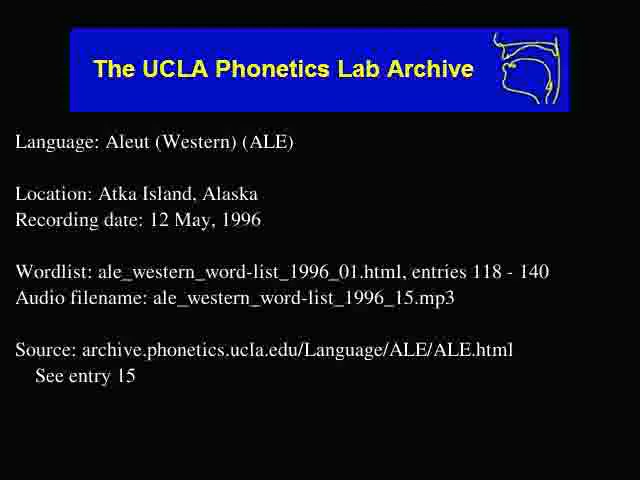 The UCLA Phonetics Lab Archive
Language: Aleut (Western) (ALE)
Location: Atka Island, Alaska
Recording date: 12 May, 1996
Wordlist: ale_western_word-list_1996_01.html, entries 118 - 140
Audio filename: ale_western_word-list_1996_15.mp3
Source: archive.phonetics.ucla.edu/Language/ALE/ALE.html
See entry 15